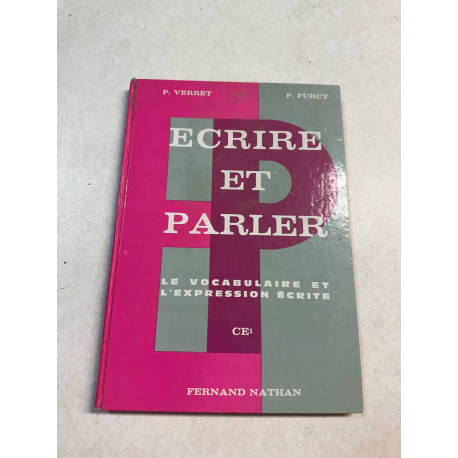 P. VERRET P. FURCY
ECRIRE
ET
PARLER
LE VOCABULAIRE ET
L'EXPRESSION ÉCRITE
CE1
FERNAND NATHAN